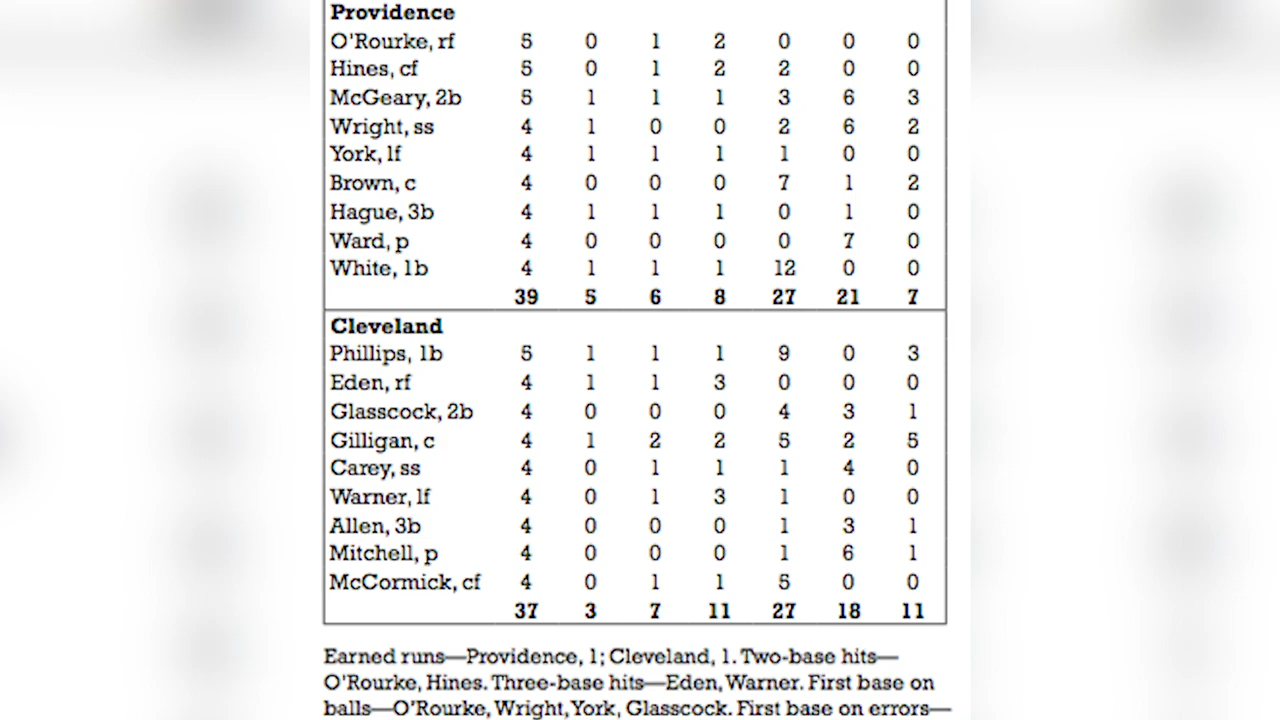 Providence
O'Rourke, rf 5 0 1 2 0 0 0
Hines, cf 5 0 1 2 2 0 0
McGeary, 2b 5 1 1 1 3 6 3
Wright, ss 4 1 0 0 2 6 2
York, lf 4 1 1 1 1 0 0
Brown, c 4 0 0 0 7 1 2
Hague, 3b 4 1 1 1 0 1 0
Ward, p 4 0 0 0 0 7 0
White, 1b 4 1 1 1 12 0 0
39 5 6 8 27 21 7
Cleveland
Phillips, 1b 5 1 1 1 9 0 3
Eden, rf 4 1 1 3 0 0 0
Glasscock, 2b 4 0 0 0 4 3 1
Gilligan, c 4 1 2 2 5 2 5
Carey, ss 4 0 1 1 1 4 0
Warner, lf 4 0 1 3 1 0 0
Allen, 3b 4 0 0 0 1 3 1
Mitchell, p 4 0 0 0 1 6 1
McCormick, cf 4 0 1 1 5 0 0
37 3 7 11 27 18 11
Earned runs—Providence, 1; Cleveland, 1. Two-base hits—
O'Rourke, Hines. Three-base hits—Eden, Warner. First base on
balls—O'Rourke, Wright, York, Glasscock. First base on errors—